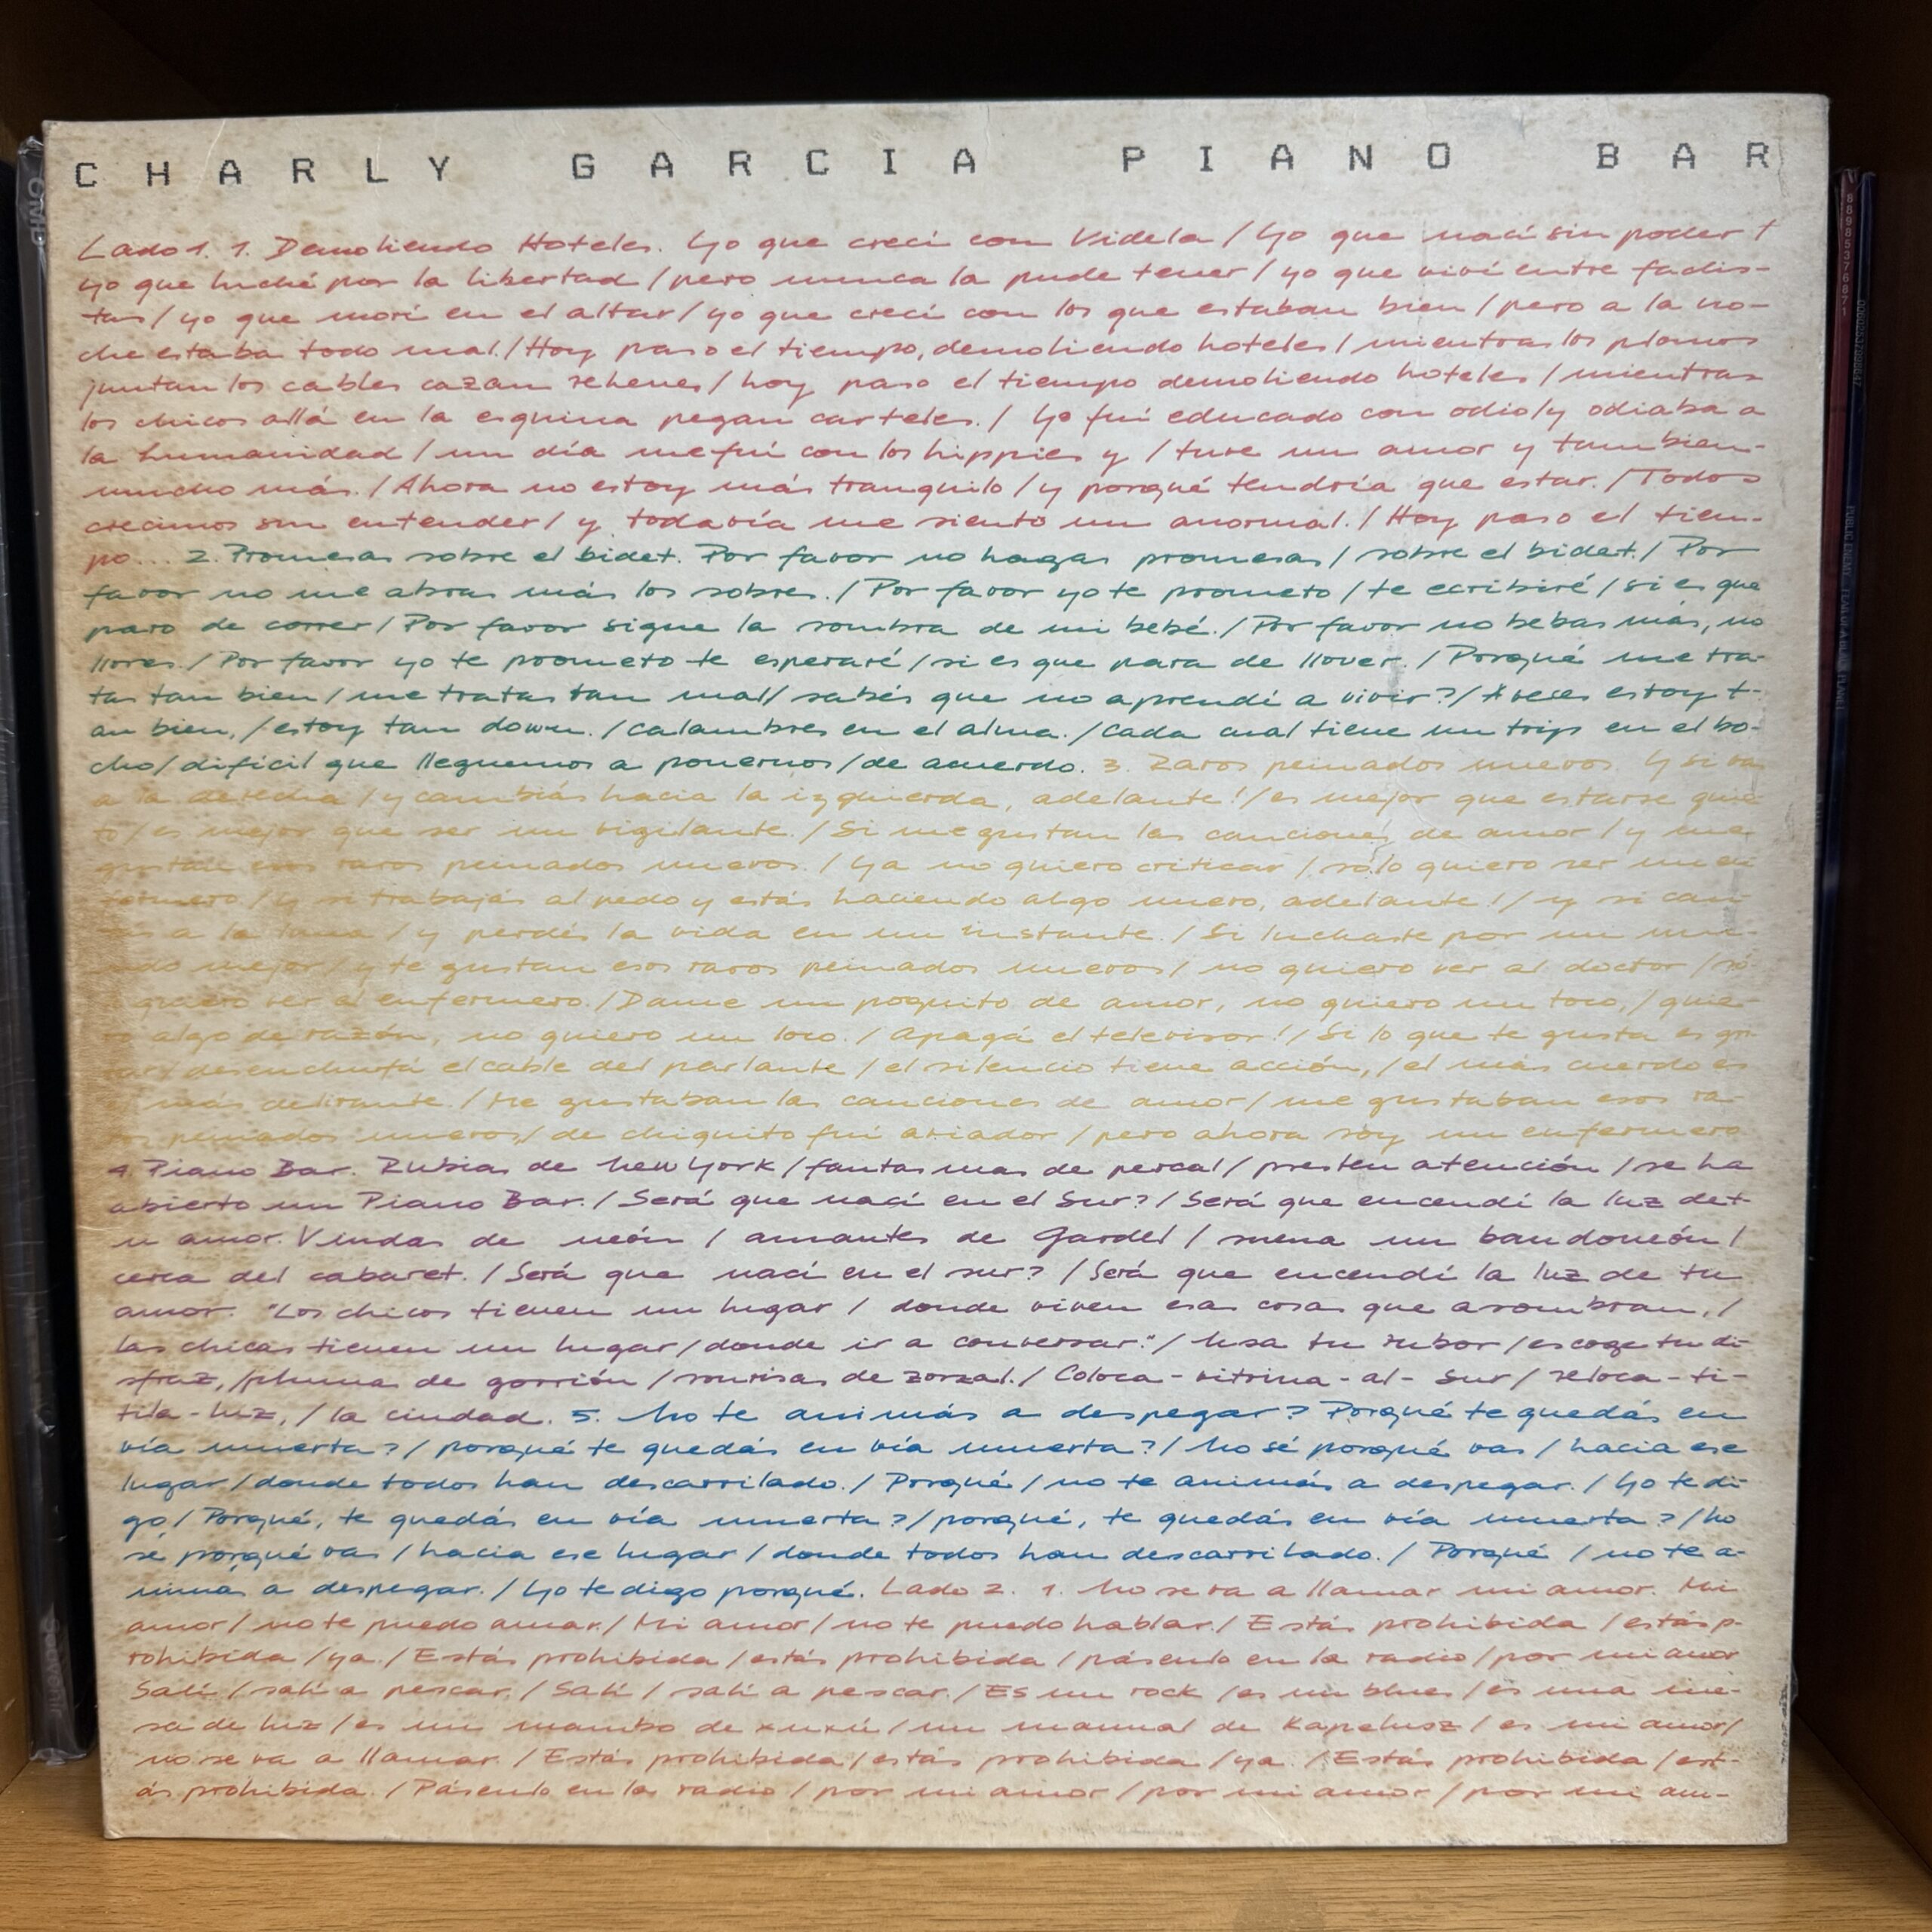 CHARLY GARCIA PIANO BAR
Lado 1. 1. Demoliendo Hoteles. Yo que crecí con Videla / Yo que nací sin poder /
yo que luché por la libertad / pero nunca la pude tener / yo que viví entre facis-
tas / yo que morí en el altar / yo que crecí con los que estaban bien / pero a la no-
che estaba todo mal. / Hoy paso el tiempo, demoliendo hoteles / mientras los plomos
juntan los cables cazan rehenes / hoy paso el tiempo demoliendo hoteles / mientras
los chicos allá en la esquina pegan carteles. / Yo fui educado con odio / y odiaba a
la humanidad / un día me fui con los hippies y / tuve un amor y tambien
mucho más. / Ahora no estoy más tranquilo / y porqué tendría que estar. / Todos
crecimos sin entender / y todavía me siento un anormal. / Hoy paso el tiem-
po... 2. Promesas sobre el bidet. Por favor no hagas promesas / sobre el bidet. / Por
favor no me abras más los sobres. / Por favor yo te prometo / te ecribiré / si es que
paro de correr / Por favor sigue la sombra de mi bebé. / Por favor no bebas más, no
llores. / Por favor yo te prometo te esperaré / si es que para de llover. / Porqué me tra-
tas tan bien / me tratas tan mal / sabés que no aprendí a vivir? / A veces estoy t-
an bien, / estoy tan down. / Calambres en el alma. / Cada cual tiene un trip en el bo-
cho / difícil que lleguemos a ponernos / de acuerdo. 3. Raros peinados nuevos. Y si vas
a la derecha / y cambiás hacia la izquierda, adelante! / es mejor que estarse quie
to / es mejor que ser un vigilante. / Si me gustan las canciones de amor / y me
gustan esos raros peinados nuevos. / Ya no quiero criticar / sólo quiero ser un en
fermero. / Y si trabajás al pedo y estás haciendo algo nuevo, adelante! / y si can-
tas a la luna / y perdés la vida en un instante. / Si luchaste por un mu-
ndo mejor / y te gustan esos raros peinados nuevos / no quiero ver al doctor / só-
quiero ver al enfermero. / Dame un poquito de amor, no quiero un toco, / quie-
ro algo de razón, no quiero un loco. / Apagá el televisor! / Si lo que te gusta es gri-
tar / desenchufá el cable del parlante / el silencio tiene acción, / el más cuerdo es
el más delirante. / Me gustaban las canciones de amor / me gustaban esos ra-
ros peinados nuevos / de chiquito fuí aviador / pero ahora soy un enfermero
4. Piano Bar. Rubias de New York / fantasmas de percal / presten atención / se ha
abierto un Piano Bar. / Será que nací en el Sur? / Será que encendí la luz de t-
u amor. Viudas de neón / amantes de Gardel / suena un bandoneón /
cerca del cabaret. / Será que nací en el sur? / Será que encendí la luz de tu
amor. "Los chicos tienen un lugar / donde viven esas cosas que asombran, /
las chicas tienen un lugar / donde ir a conversar." / Usa tu rubor / escoge tu di-
sfraz, / pluma de gorrión / sonrisas de zorzal. / Coloca - vitrina - al - Sur / reloca - ti-
tila - luz, / la ciudad. 5. No te animás a despegar? Porqué te quedás en
vía muerta? / porqué te quedás en vía muerta? / No sé porqué vas / hacia ese
lugar / donde todos han descarrilado. / Porqué / no te animás a despegar. / Yo te di-
go, / Porqué, te quedás en vía muerta? / porqué, te quedás en vía muerta? / No
sé porqué vas / hacia ese lugar / donde todos han descarrilado. / Porqué / no te a-
nimás a despegar. / Yo te digo porqué. Lado 2. 1. No se va a llamar mi amor. Mi
amor / no te puedo amar. / Mi amor / no te puedo hablar. / Estás prohibida / estás p-
rohibida / ya. / Estás prohibida / estás prohibida / pásenlo en la radio / por mi amor
Salí / salí a pescar. / Salí / salí a pescar. / Es un rock / es un blues / es una me-
sa de luz / es un mambo de xuxú / un manual de Kapelusz / es mi amor /
no se va a llamar. / Estás prohibida / estás prohibida / ya. / Estás prohibida / est-
ás prohibida. / Pásenlo en la radio / por mi amor / por mi amor / por mi am-
88985376871
PUBLIC ENEMY FEAR OF A BLACK PLANET